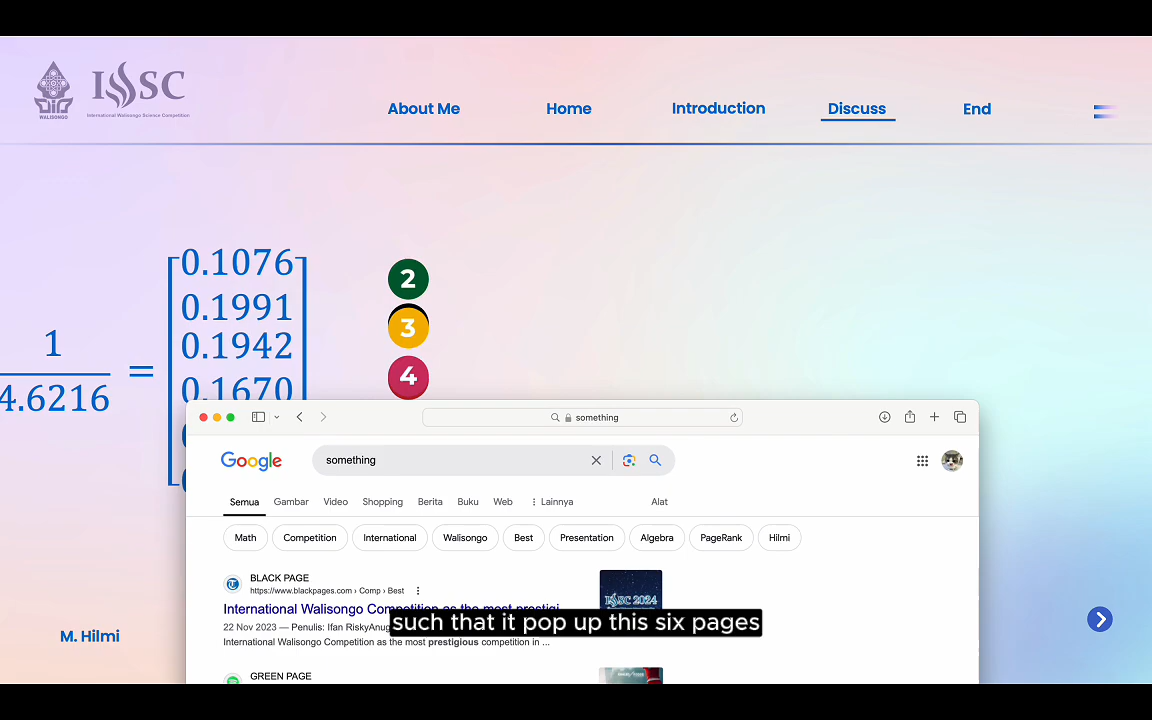 WALISONGO
ISSC
International Walisongo Science Competition
About Me
Home
Introduction
Discuss
End
1
4.6216
=
0.1076
0.1991
0.1942
0.1670
2
3
4
something
Google
something
Semua
Gambar
Video
Shopping
Berita
Buku
Web
Lainnya
Alat
Math
Competition
International
Walisongo
Best
Presentation
Algebra
PageRank
Hilmi
BLACK PAGE
https://www.blackpages.com › Comp › Best
International Walisongo Competition as the most prestigi
22 Nov 2023 — Penulis: Ifan RiskyAnug
International Walisongo Competition as the most prestigious competition in ...
ISSC 2024
such that it pop up this six pages
GREEN PAGE
M. Hilmi